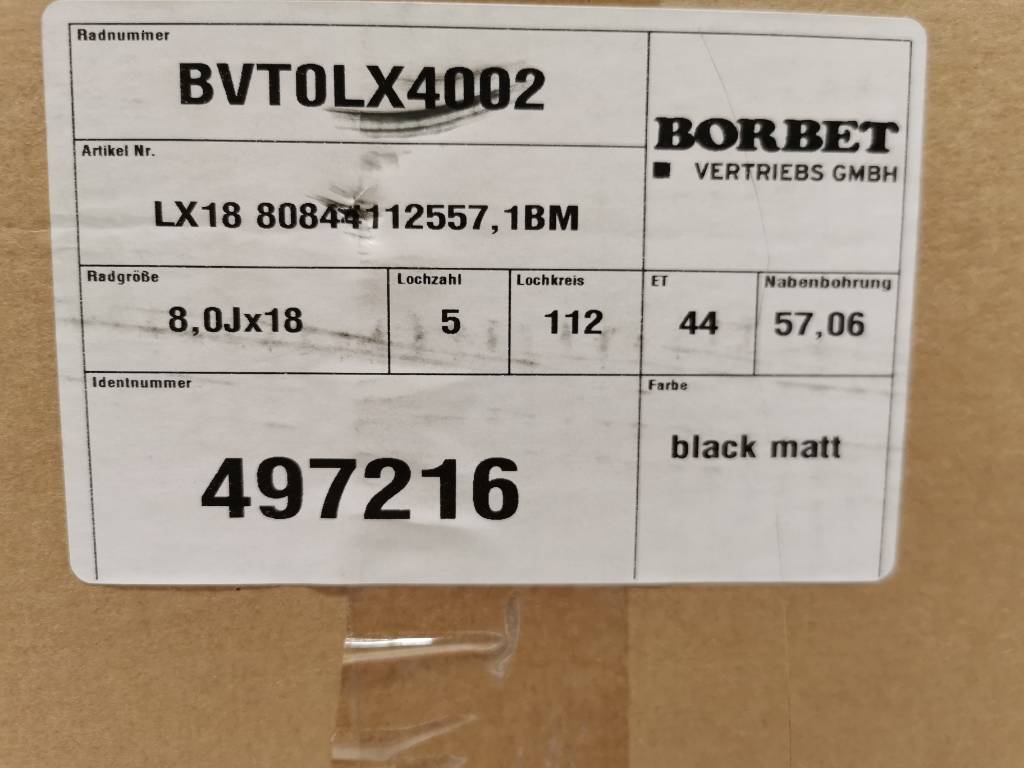 Radnummer
BVT0LX4002
BORBET
VERTRIEBS GMBH
Artikel Nr.
LX18 80844112557,1BM
Radgröße
8,0Jx18
Lochzahl
5
Lochkreis
112
ET
44
Nabenbohrung
57,06
Identnummer
497216
Farbe
black matt